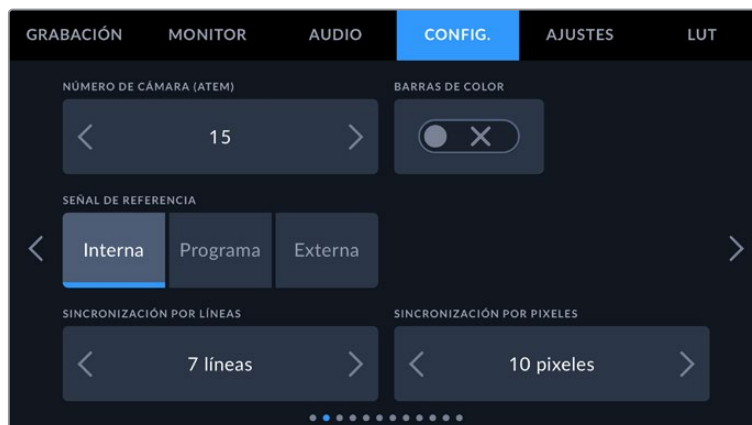 GRABACIÓN MONITOR AUDIO CONFIG. AJUSTES LUT
NÚMERO DE CÁMARA (ATEM) BARRAS DE COLOR
15
SEÑAL DE REFERENCIA
Interna Programa Externa
SINCRONIZACIÓN POR LÍNEAS SINCRONIZACIÓN POR PIXELES
7 líneas 10 pixeles